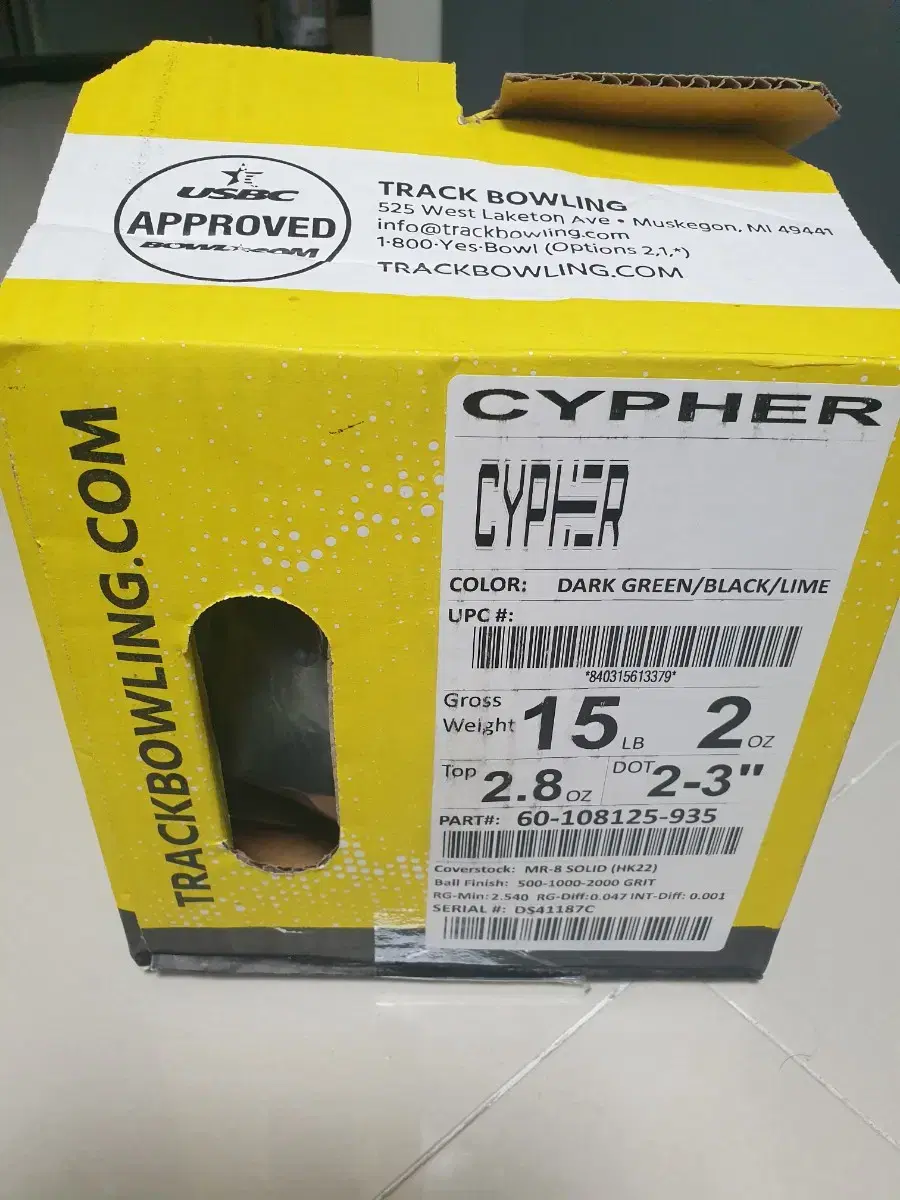 USBC
APPROVED
BOWL.COM
TRACK BOWLING
525 West Laketon Ave • Muskegon, MI 49441
info@trackbowling.com
1-800-Yes-Bowl (Options 2,1,*)
TRACKBOWLING.COM
TRACKBOWLING.COM
CYPHER
CYPHER
COLOR: DARK GREEN/BLACK/LIME
UPC #:
*840315613379*
Gross Weight 15 LB 2 OZ
Top 2.8 OZ DOT 2-3"
PART#: 60-108125-935
Coverstock: MR-8 SOLID (HK22)
Ball Finish: 500-1000-2000 GRIT
RG-Min: 2.540 RG-Diff: 0.047 INT-Diff: 0.001
SERIAL #: DS41187C